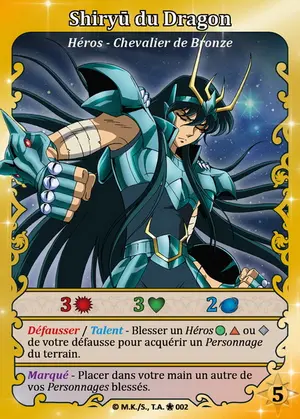 Shiryū du Dragon
Héros - Chevalier de Bronze
3 3 2
Défausser / Talent - Blesser un Héros , ou
de votre défausse pour acquérir un Personnage
du terrain.
Marqué - Placer dans votre main un autre de
vos Personnages blessés.
5
© M.K./S., T.A. 002